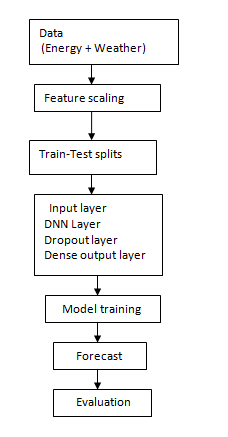 Data
(Energy + Weather)
Feature scaling
Train-Test splits
Input layer
DNN Layer
Dropout layer
Dense output layer
Model training
Forecast
Evaluation